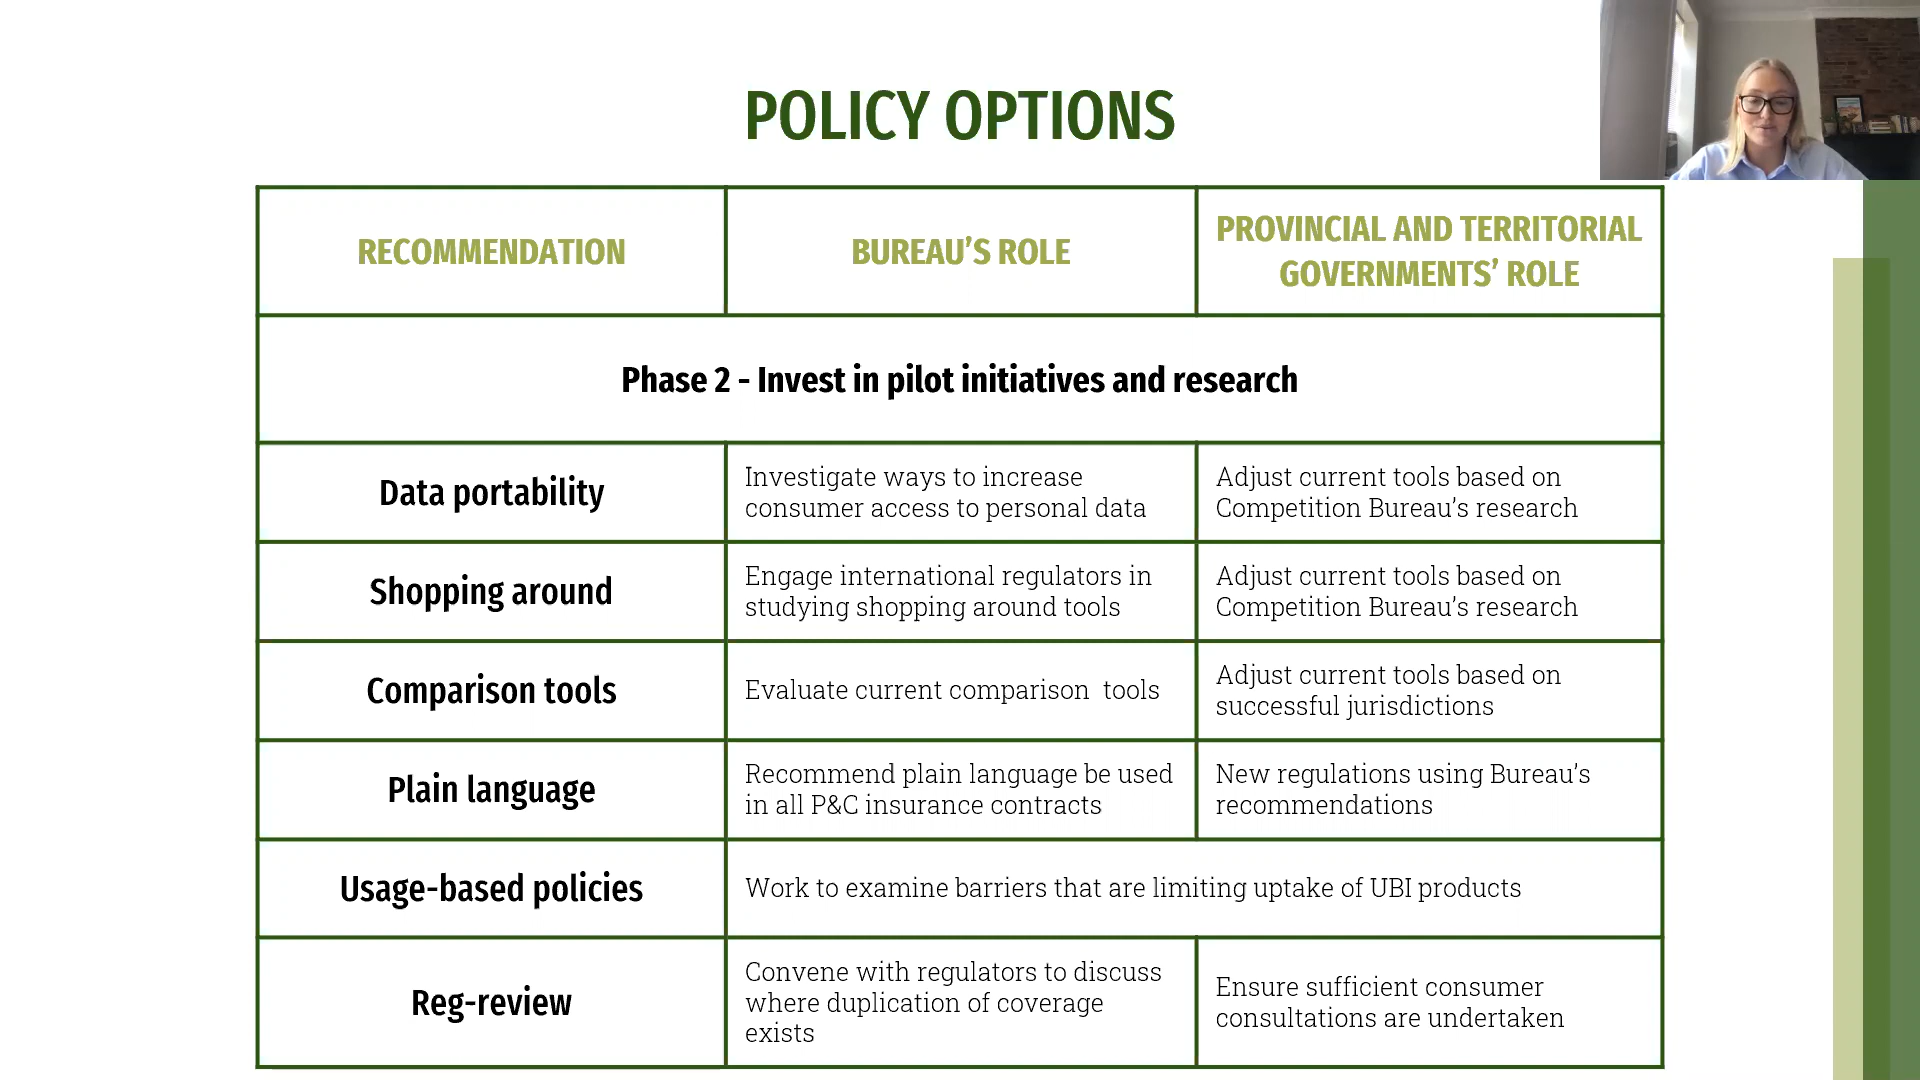 POLICY OPTIONS
RECOMMENDATION
BUREAU’S ROLE
PROVINCIAL AND TERRITORIAL
GOVERNMENTS’ ROLE
Phase 2 - Invest in pilot initiatives and research
Data portability
Investigate ways to increase
consumer access to personal data
Adjust current tools based on
Competition Bureau’s research
Shopping around
Engage international regulators in
studying shopping around tools
Adjust current tools based on
Competition Bureau’s research
Comparison tools
Evaluate current comparison  tools
Adjust current tools based on
successful jurisdictions
Plain language
Recommend plain language be used
in all P&C insurance contracts
New regulations using Bureau’s
recommendations
Usage-based policies
Work to examine barriers that are limiting uptake of UBI products
Reg-review
Convene with regulators to discuss
where duplication of coverage
exists
Ensure sufficient consumer
consultations are undertaken